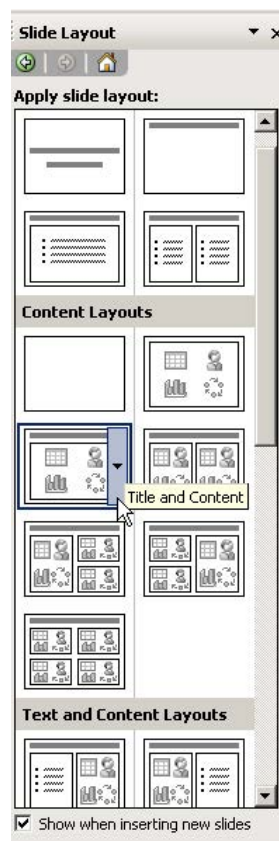 Slide Layout
Apply slide layout:
Content Layouts
Title and Content
Text and Content Layouts
Show when inserting new slides